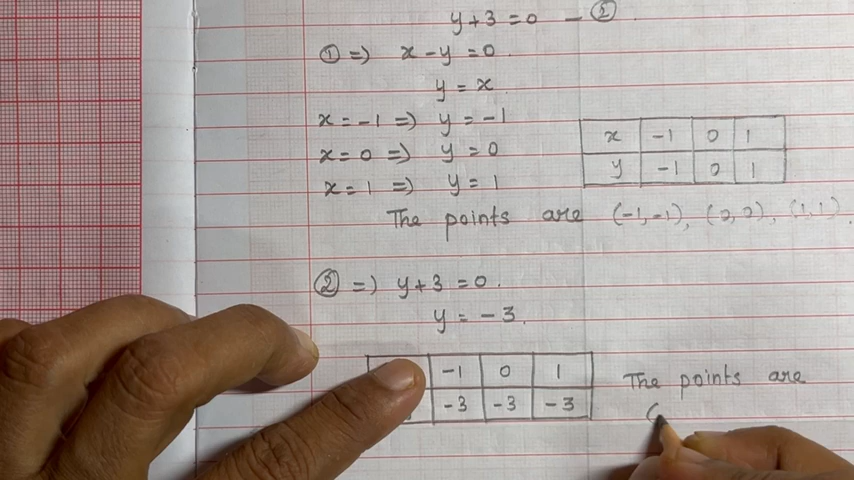 y + 3 = 0 — ②
① ⇒ x - y = 0
y = x
x = -1 ⇒ y = -1
x = 0 ⇒ y = 0
x = 1 ⇒ y = 1
x -1 0 1
y -1 0 1
The points are (-1,-1), (0,0), (1,1).
② ⇒ y + 3 = 0.
y = -3.
-1 0 1
-3 -3 -3
The points are
(